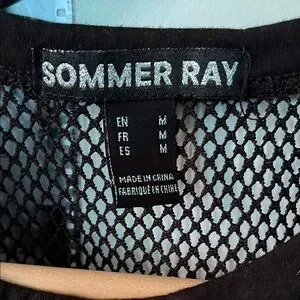 SOMMER RAY
EN M
FR M
ES M
MADE IN CHINA
FABRIQUÉ EN CHINE